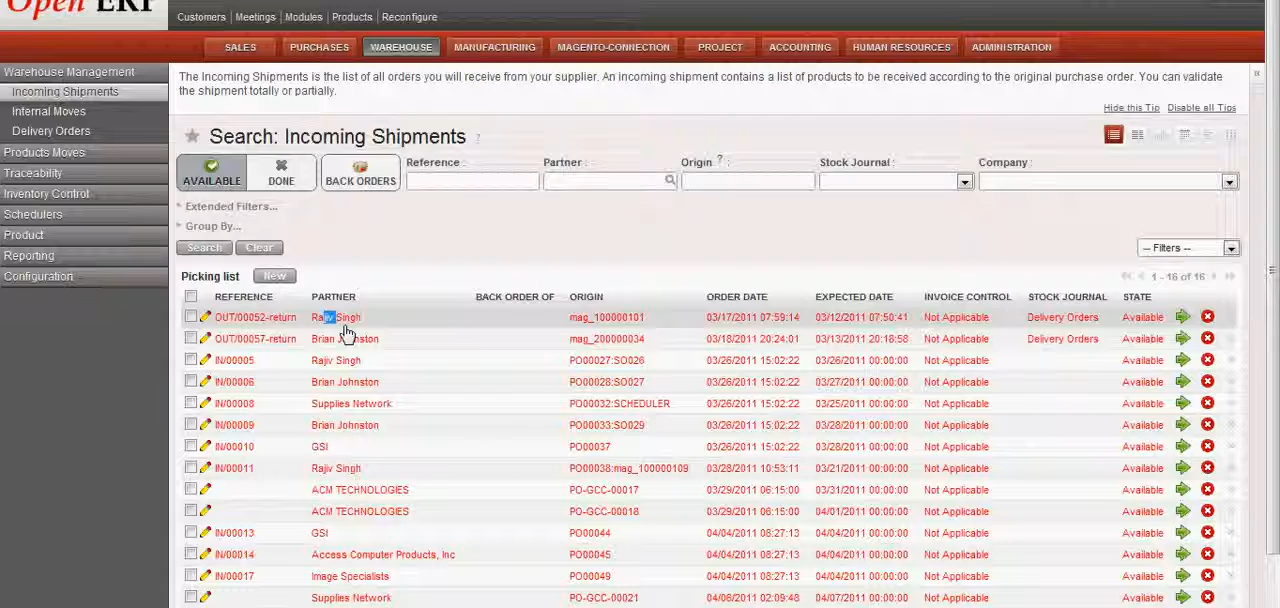 Open ERP
Customers Meetings Modules Products Reconfigure
SALES PURCHASES WAREHOUSE MANUFACTURING MAGENTO-CONNECTION PROJECT ACCOUNTING HUMAN RESOURCES ADMINISTRATION
Warehouse Management
Incoming Shipments
Internal Moves
Delivery Orders
Products Moves
Traceability
Inventory Control
Schedulers
Product
Reporting
Configuration
The Incoming Shipments is the list of all orders you will receive from your supplier. An incoming shipment contains a list of products to be received according to the original purchase order. You can validate
the shipment totally or partially.
Hide this Tip Disable all Tips
Search: Incoming Shipments ?
AVAILABLE DONE BACK ORDERS
Reference : Partner : Origin ? : Stock Journal : Company :
Extended Filters...
Group By...
Search Clear -- Filters --
Picking list New 1 - 16 of 16
REFERENCE PARTNER BACK ORDER OF ORIGIN ORDER DATE EXPECTED DATE INVOICE CONTROL STOCK JOURNAL STATE
OUT/00052-return Rajiv Singh mag_100000101 03/17/2011 07:59:14 03/12/2011 07:50:41 Not Applicable Delivery Orders Available
OUT/00057-return Brian Johnston mag_200000034 03/18/2011 20:24:01 03/13/2011 20:18:58 Not Applicable Delivery Orders Available
IN/00005 Rajiv Singh PO00027:SO026 03/26/2011 15:02:22 03/26/2011 00:00:00 Not Applicable Available
IN/00006 Brian Johnston PO00028:SO027 03/26/2011 15:02:22 03/27/2011 00:00:00 Not Applicable Available
IN/00008 Supplies Network PO00032:SCHEDULER 03/26/2011 15:02:22 03/25/2011 00:00:00 Not Applicable Available
IN/00009 Brian Johnston PO00033:SO029 03/26/2011 15:02:22 03/28/2011 00:00:00 Not Applicable Available
IN/00010 GSI PO00037 03/26/2011 15:02:22 03/28/2011 00:00:00 Not Applicable Available
IN/00011 Rajiv Singh PO00038:mag_100000109 03/28/2011 10:53:11 03/21/2011 00:00:00 Not Applicable Available
ACM TECHNOLOGIES PO-GCC-00017 03/29/2011 06:15:00 03/31/2011 00:00:00 Not Applicable Available
ACM TECHNOLOGIES PO-GCC-00018 03/29/2011 06:15:00 04/01/2011 00:00:00 Not Applicable Available
IN/00013 GSI PO00044 04/04/2011 08:27:13 04/04/2011 00:00:00 Not Applicable Available
IN/00014 Access Computer Products, Inc PO00045 04/04/2011 08:27:13 04/04/2011 00:00:00 Not Applicable Available
IN/00017 Image Specialists PO00049 04/04/2011 08:27:13 04/04/2011 00:00:00 Not Applicable Available
Supplies Network PO-GCC-00021 04/06/2011 02:09:48 04/07/2011 00:00:00 Not Applicable Available